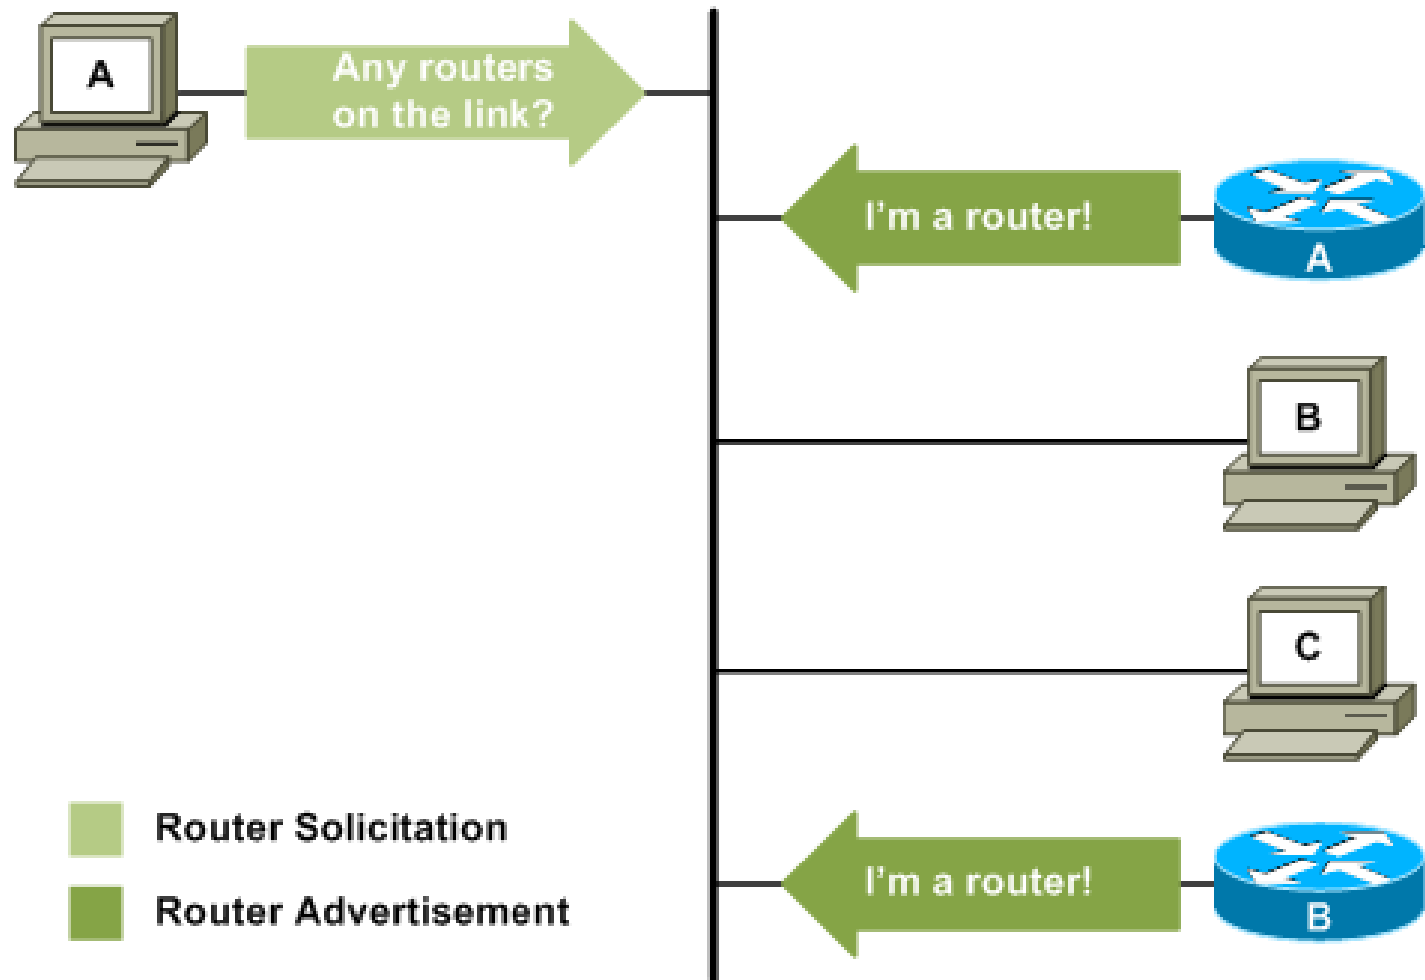 A
Any routers
on the link?
I'm a router!
A
B
C
Router Solicitation
Router Advertisement
I'm a router!
B